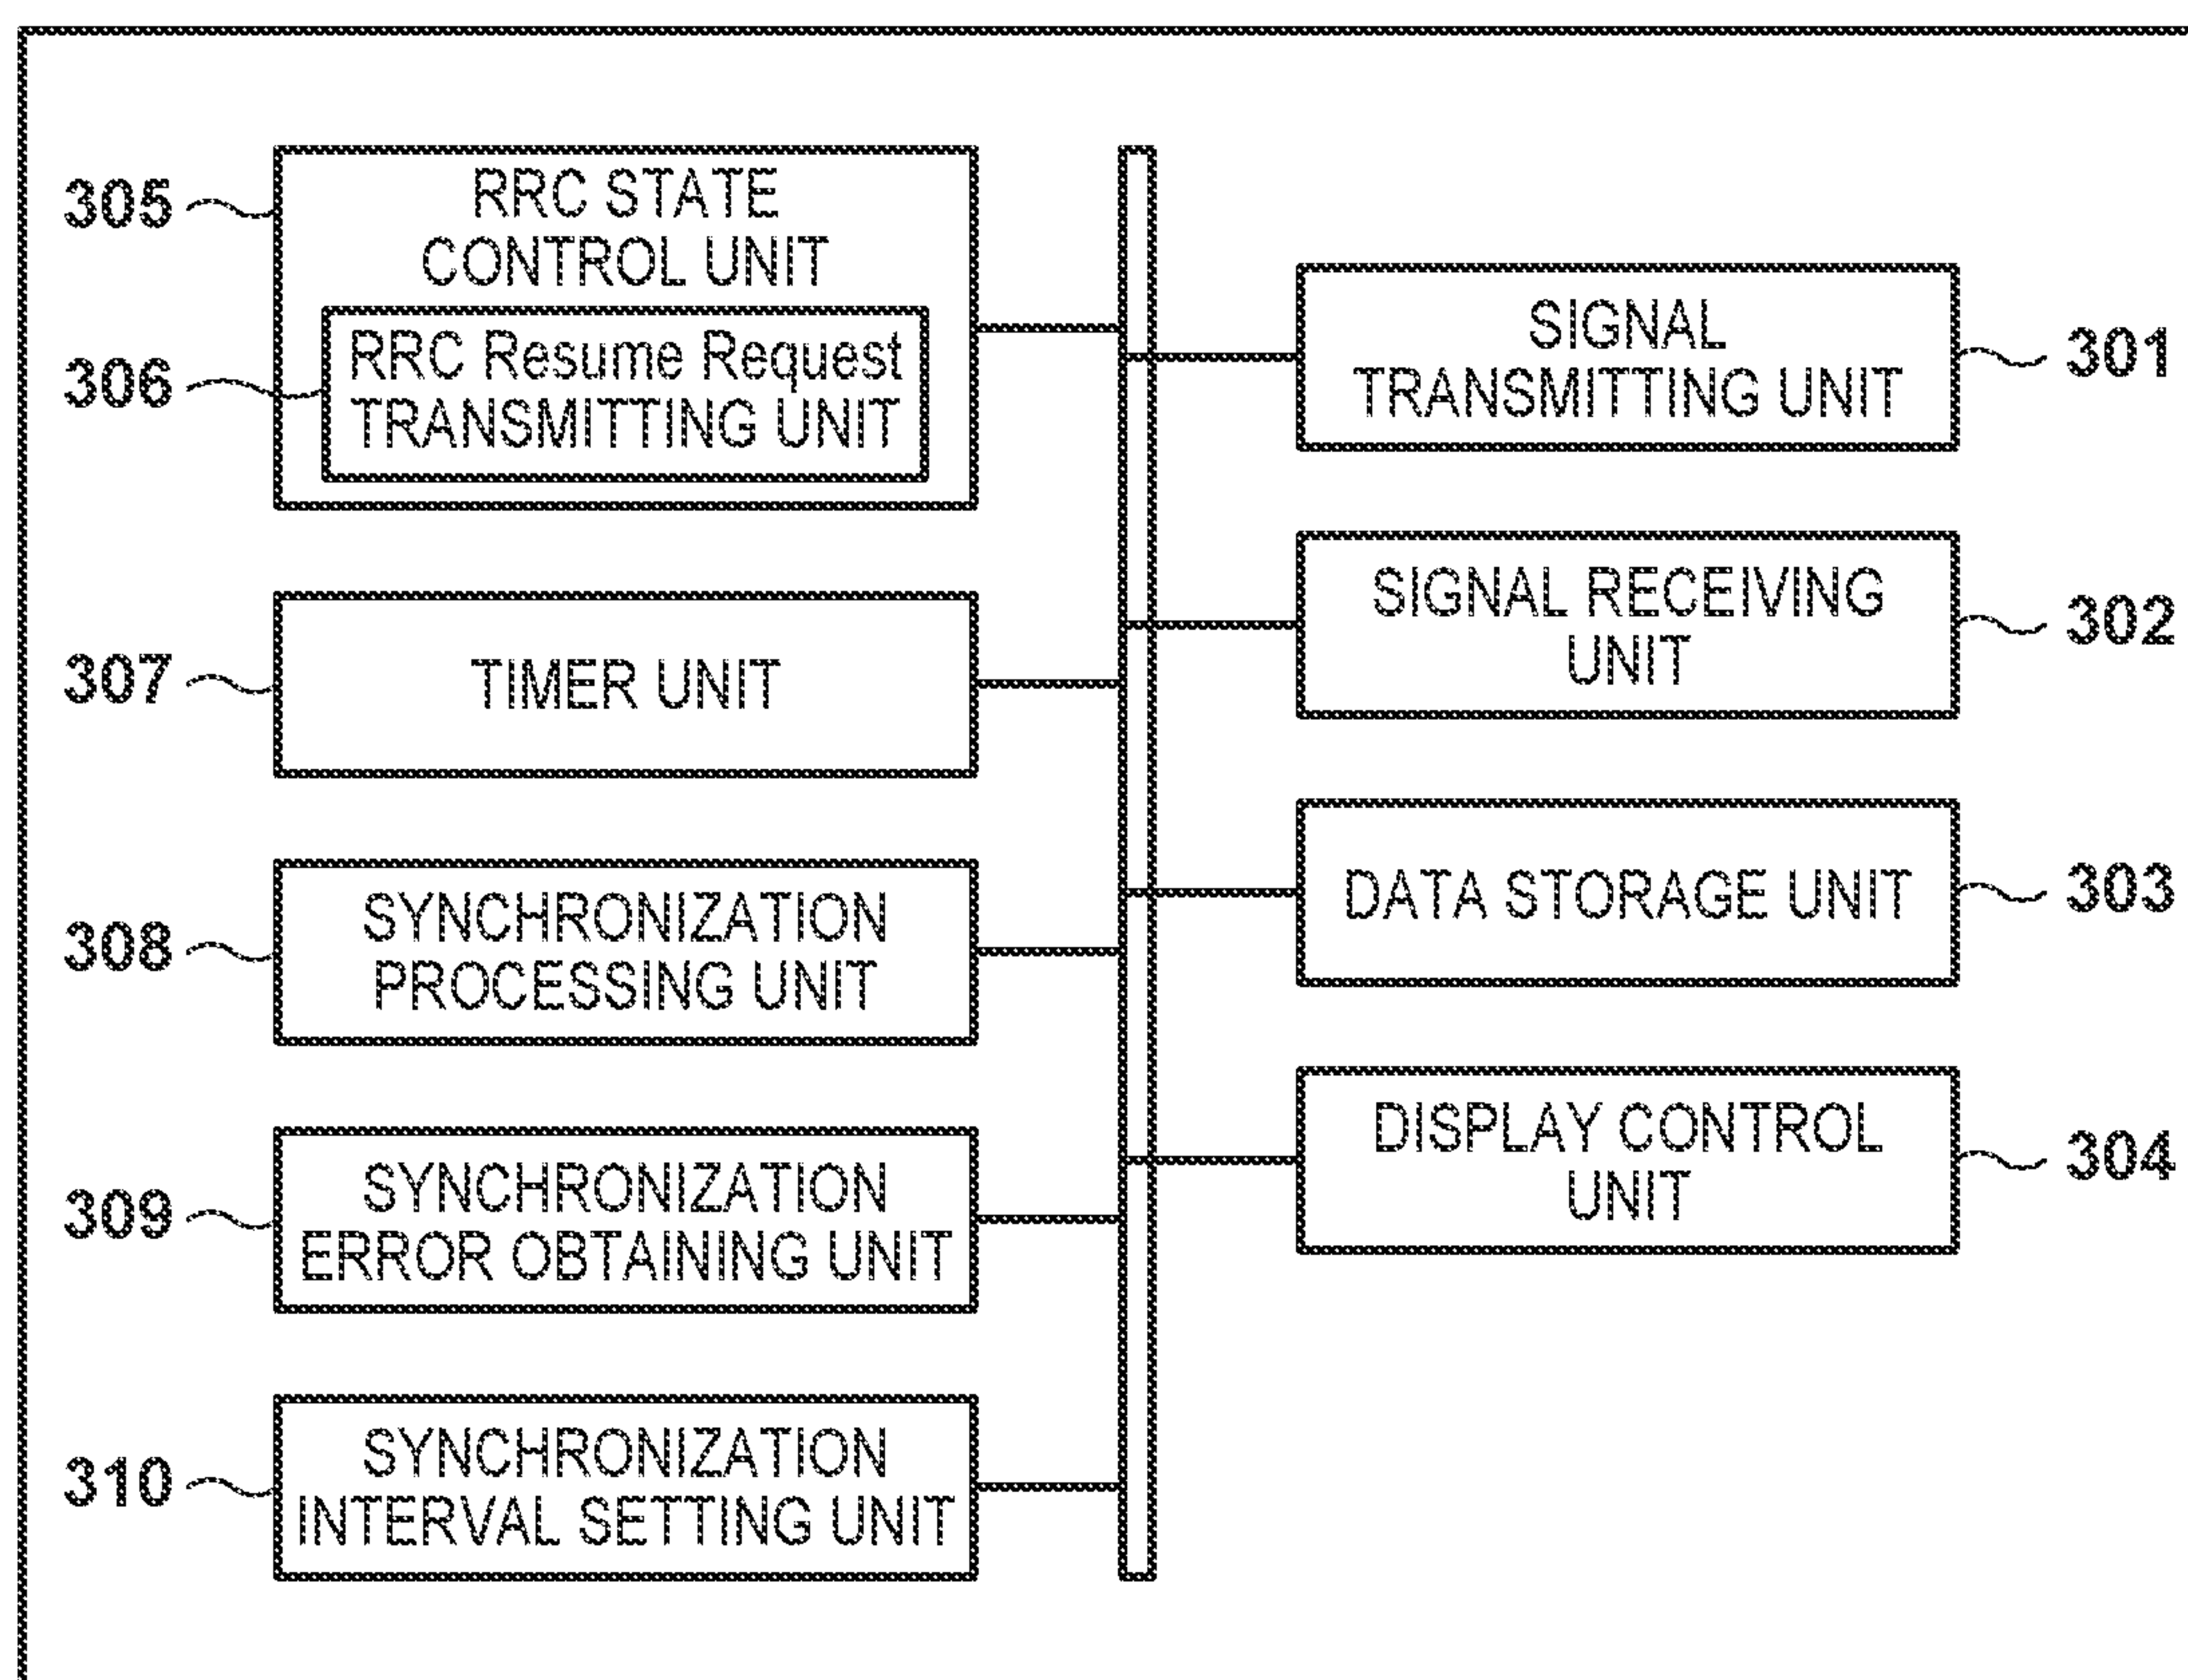 305
RRC STATE
CONTROL UNIT
306
RRC Resume Request
TRANSMITTING UNIT
307
TIMER UNIT
308
SYNCHRONIZATION
PROCESSING UNIT
309
SYNCHRONIZATION
ERROR OBTAINING UNIT
310
SYNCHRONIZATION
INTERVAL SETTING UNIT
SIGNAL
TRANSMITTING UNIT
301
SIGNAL RECEIVING
UNIT
302
DATA STORAGE UNIT
303
DISPLAY CONTROL
UNIT
304